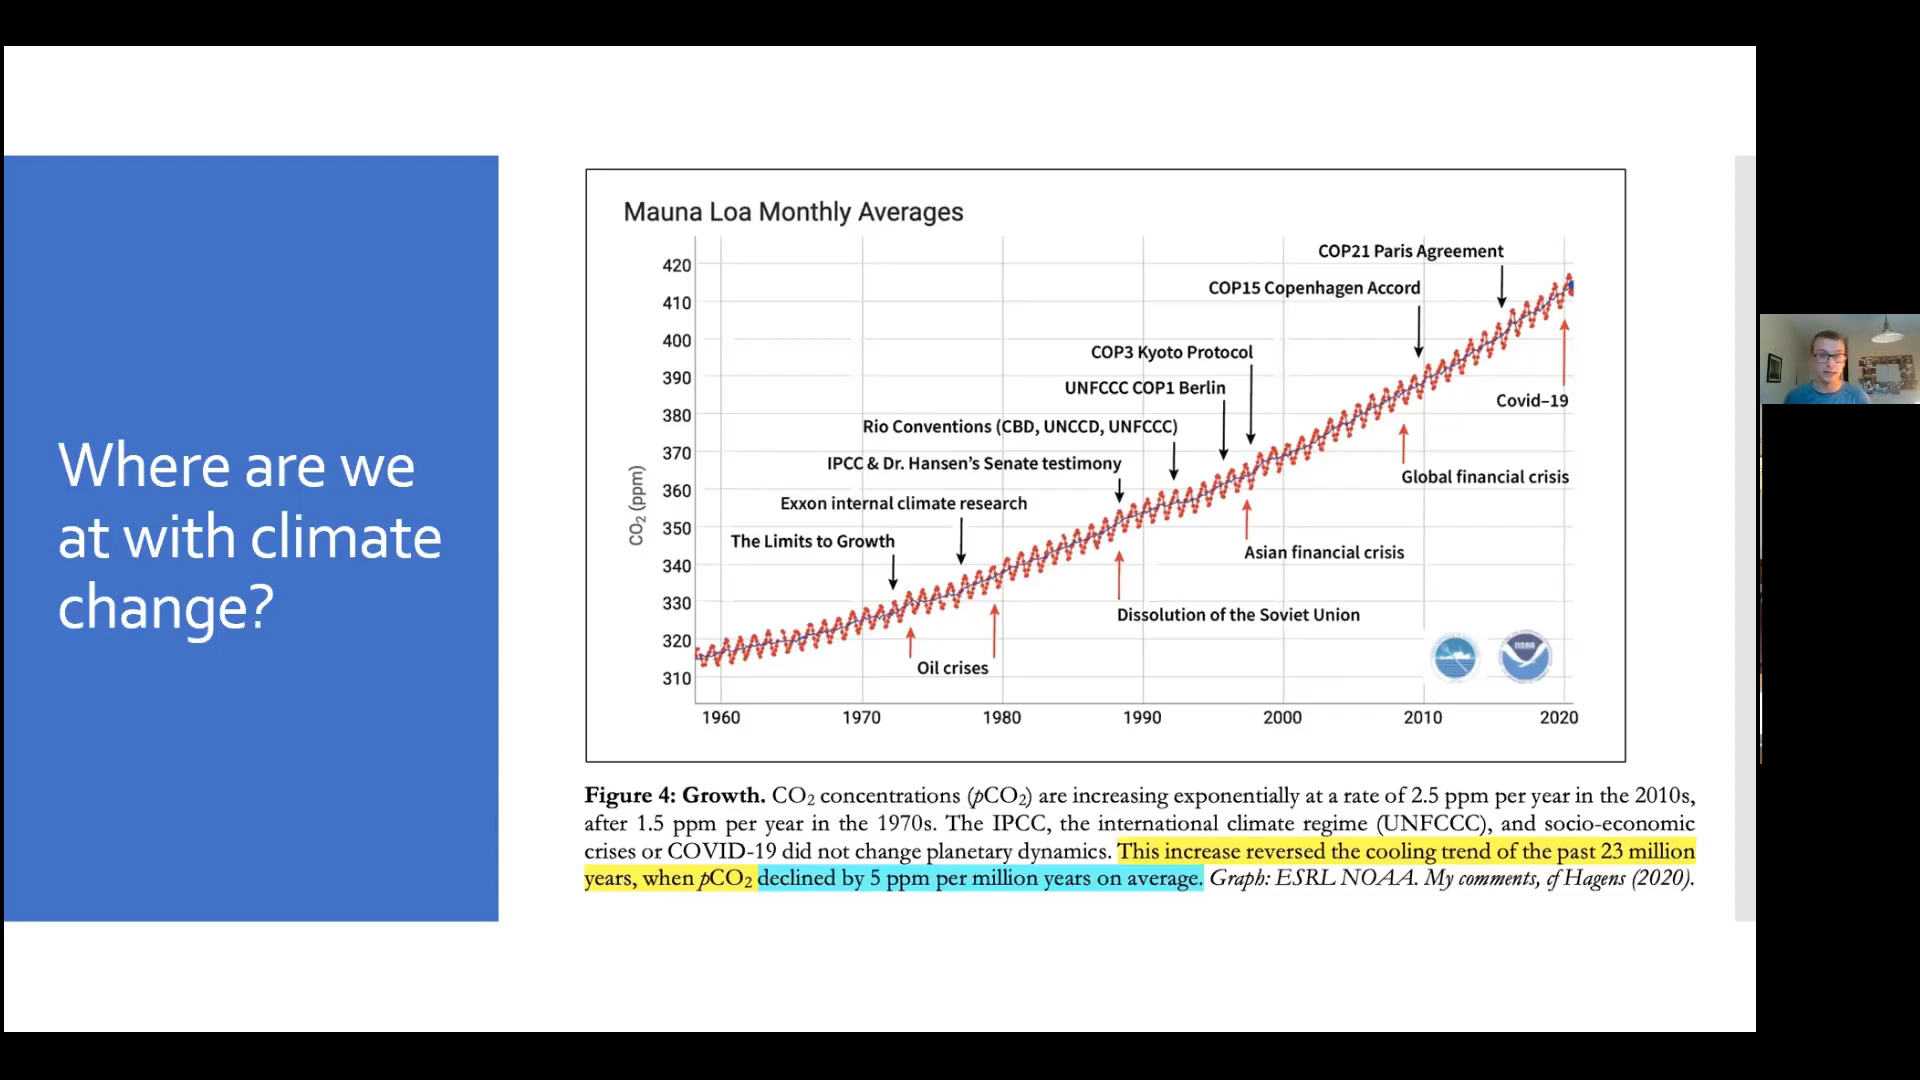 Where are we
at with climate
change?
Mauna Loa Monthly Averages
420
410
400
390
380
370
360
350
340
330
320
310
CO₂ (ppm)
1960
1970
1980
1990
2000
2010
2020
COP21 Paris Agreement
COP15 Copenhagen Accord
COP3 Kyoto Protocol
UNFCCC COP1 Berlin
Rio Conventions (CBD, UNCCD, UNFCCC)
IPCC & Dr. Hansen's Senate testimony
Exxon internal climate research
The Limits to Growth
Covid–19
Global financial crisis
Asian financial crisis
Dissolution of the Soviet Union
Oil crises
NOAA
Figure 4: Growth. CO₂ concentrations (pCO₂) are increasing exponentially at a rate of 2.5 ppm per year in the 2010s,
after 1.5 ppm per year in the 1970s. The IPCC, the international climate regime (UNFCCC), and socio-economic
crises or COVID-19 did not change planetary dynamics. This increase reversed the cooling trend of the past 23 million
years, when pCO₂ declined by 5 ppm per million years on average. Graph: ESRL NOAA. My comments, cf Hagens (2020).